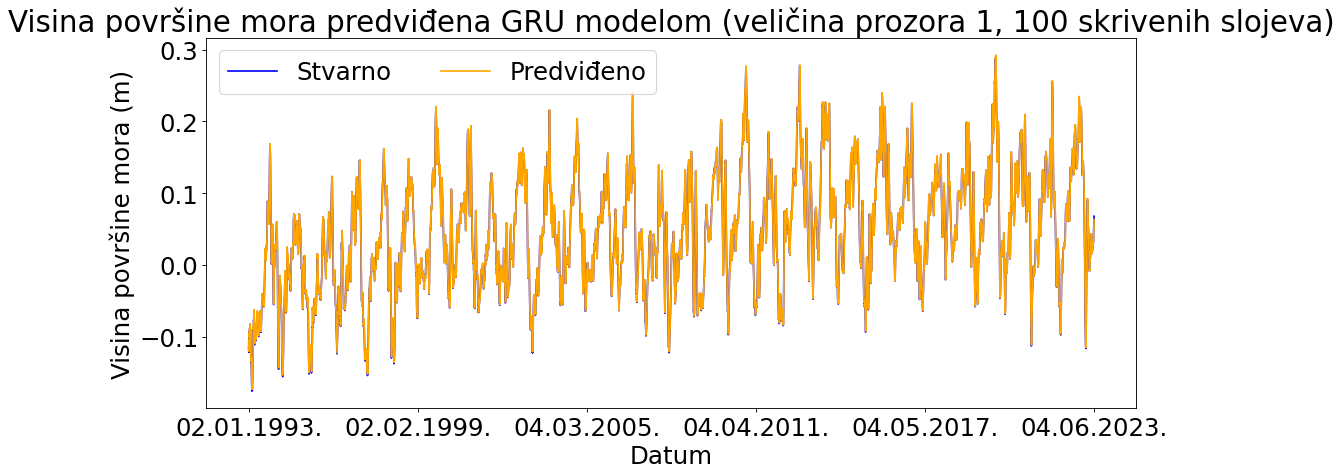 Visina površine mora predviđena GRU modelom (veličina prozora 1, 100 skrivenih slojeva)
Stvarno Predviđeno
Visina površine mora (m)
0.3
0.2
0.1
0.0
−0.1
02.01.1993. 02.02.1999. 04.03.2005. 04.04.2011. 04.05.2017. 04.06.2023.
Datum